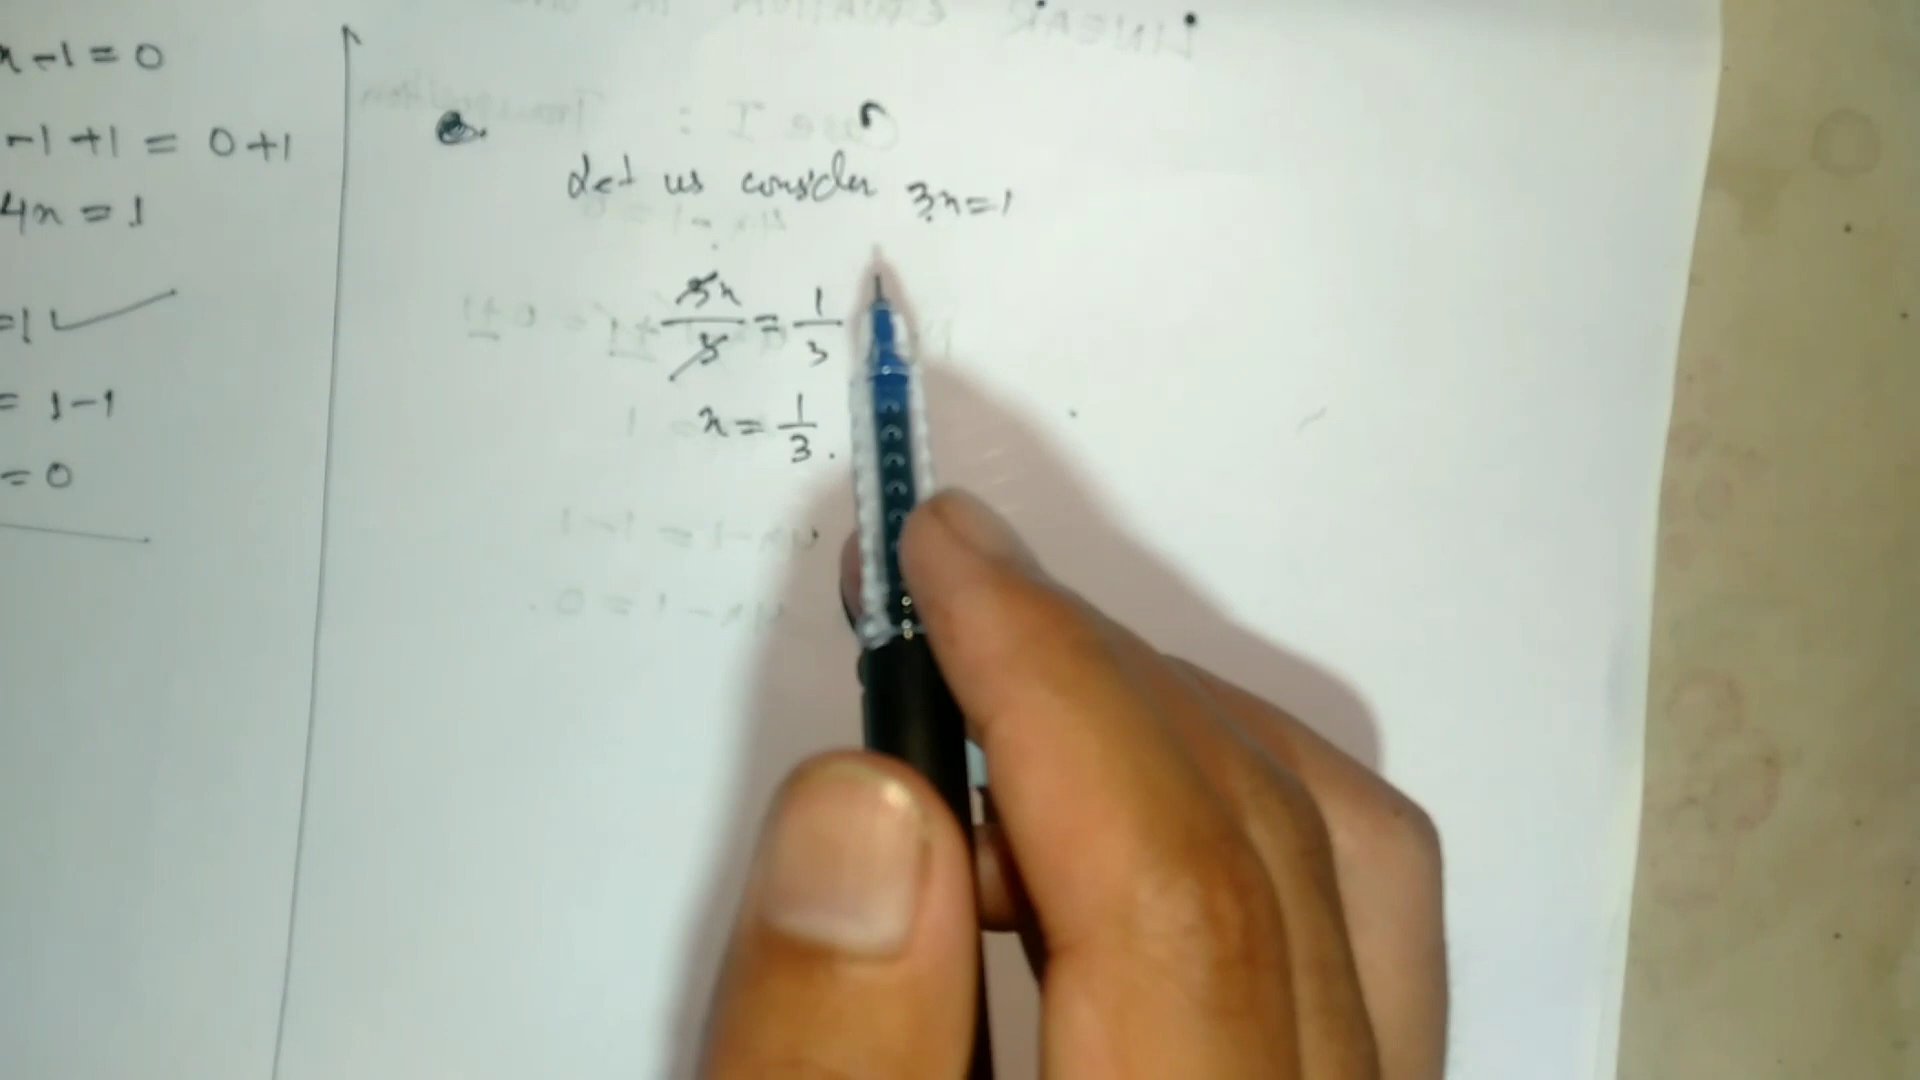 x-1=0
-1+1 = 0+1
4x=1
=1
= 1-1
=0
Let us consider 3x=1
3x/3 = 1/3
x = 1/3.